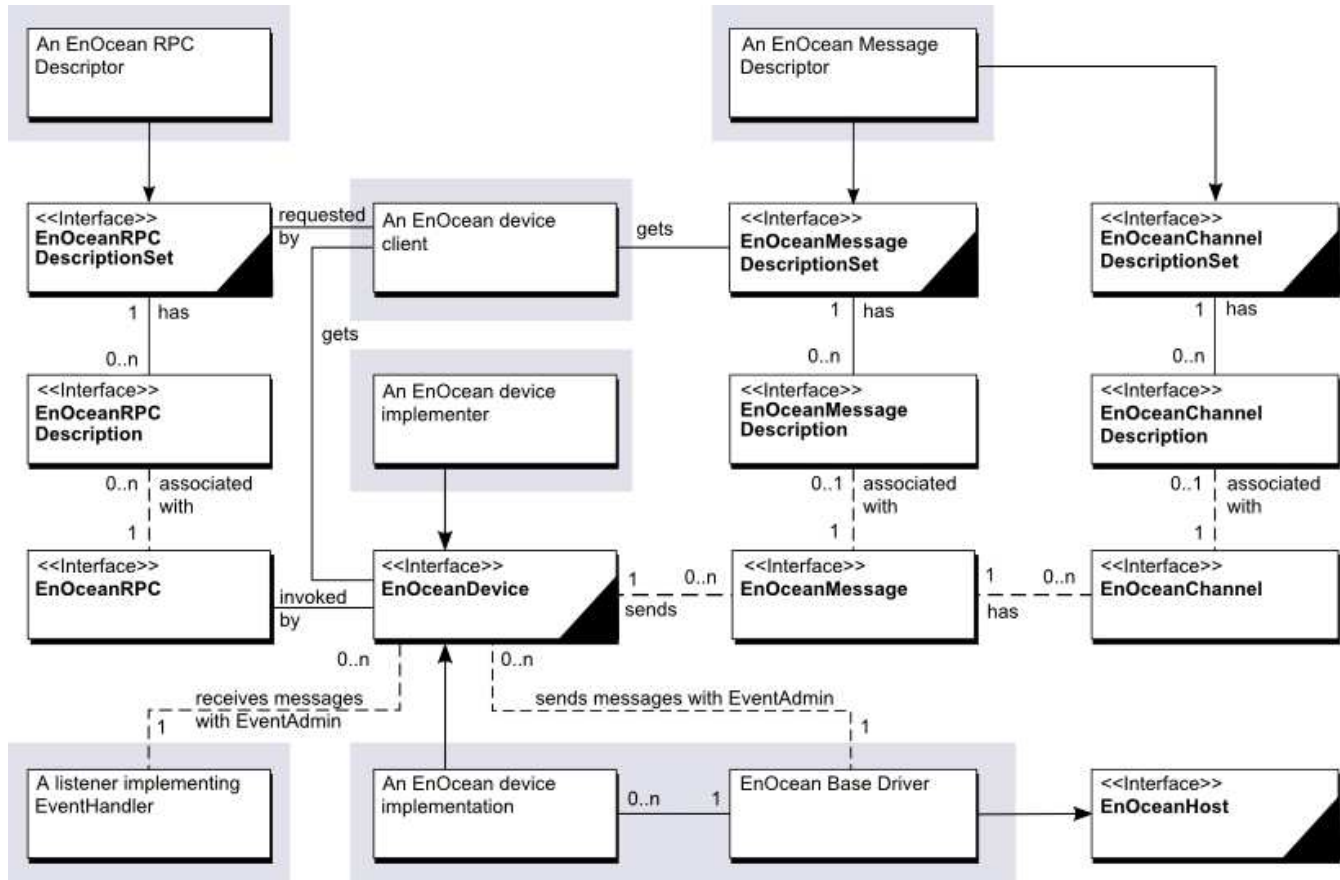 An EnOcean RPC
Descriptor
An EnOcean Message
Descriptor
<<Interface>>
EnOceanRPC
DescriptionSet
requested
by
An EnOcean device
client
gets
<<Interface>>
EnOceanMessage
DescriptionSet
<<Interface>>
EnOceanChannel
DescriptionSet
1 has
0..n
gets
1 has
0..n
1 has
0..n
<<Interface>>
EnOceanRPC
Description
An EnOcean device
implementer
<<Interface>>
EnOceanMessage
Description
<<Interface>>
EnOceanChannel
Description
0..n associated
with
1
0..1 associated
with
1
0..1 associated
with
1
<<Interface>>
EnOceanRPC
invoked
by
<<Interface>>
EnOceanDevice
1 0..n
sends
<<Interface>>
EnOceanMessage
1 0..n
has
<<Interface>>
EnOceanChannel
0..n
0..n
receives messages
with EventAdmin
1
sends messages with EventAdmin
1
A listener implementing
EventHandler
An EnOcean device
implementation
0..n 1
EnOcean Base Driver
<<Interface>>
EnOceanHost